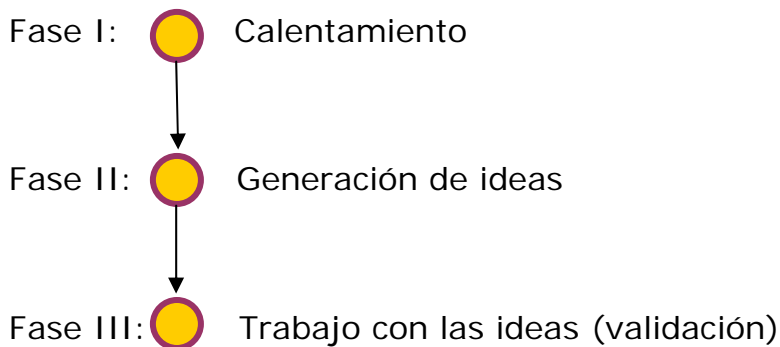 Fase I: Calentamiento
Fase II: Generación de ideas
Fase III: Trabajo con las ideas (validación)